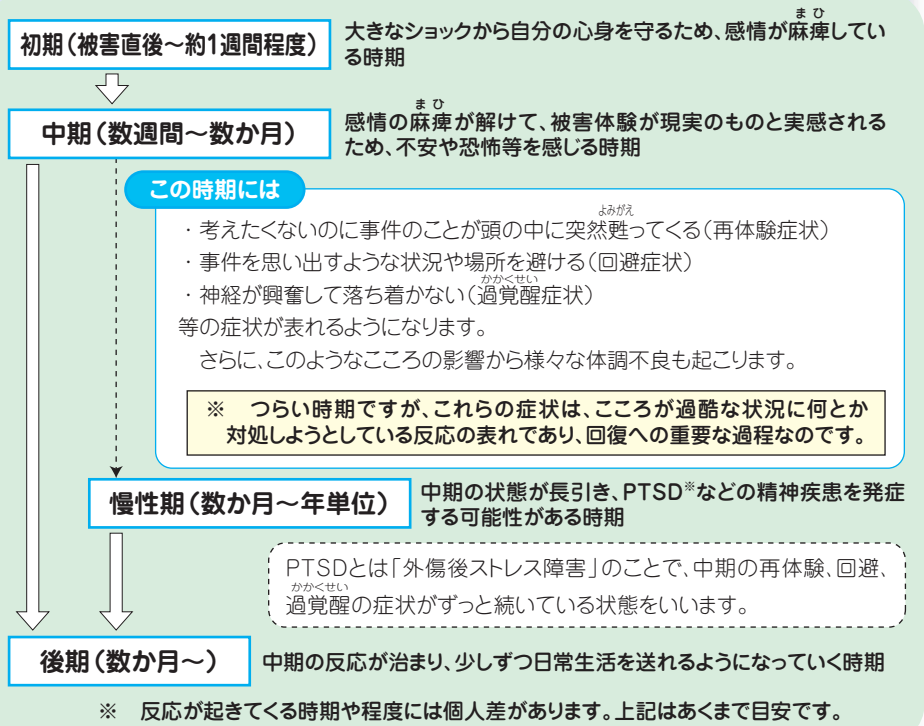 初期（被害直後～約1週間程度）
大きなショックから自分の心身を守るため、感情が麻痺してい
まひ
る時期
中期（数週間～数か月）
まひ
感情の麻痺が解けて、被害体験が現実のものと実感される
ため、不安や恐怖等を感じる時期
この時期には
よみがえ
・考えたくないのに事件のことが頭の中に突然甦ってくる（再体験症状）
・事件を思い出すような状況や場所を避ける（回避症状）
かかくせい
・神経が興奮して落ち着かない（過覚醒症状）
等の症状が表れるようになります。
さらに、このようなこころの影響から様々な体調不良も起こります。
※　つらい時期ですが、これらの症状は、こころが過酷な状況に何とか
対処しようとしている反応の表れであり、回復への重要な過程なのです。
慢性期（数か月～年単位）
中期の状態が長引き、PTSD※などの精神疾患を発症
する可能性がある時期
PTSDとは「外傷後ストレス障害」のことで、中期の再体験、回避、
かかくせい
過覚醒の症状がずっと続いている状態をいいます。
後期（数か月～）
中期の反応が治まり、少しずつ日常生活を送れるようになっていく時期
※　反応が起きてくる時期や程度には個人差があります。上記はあくまで目安です。